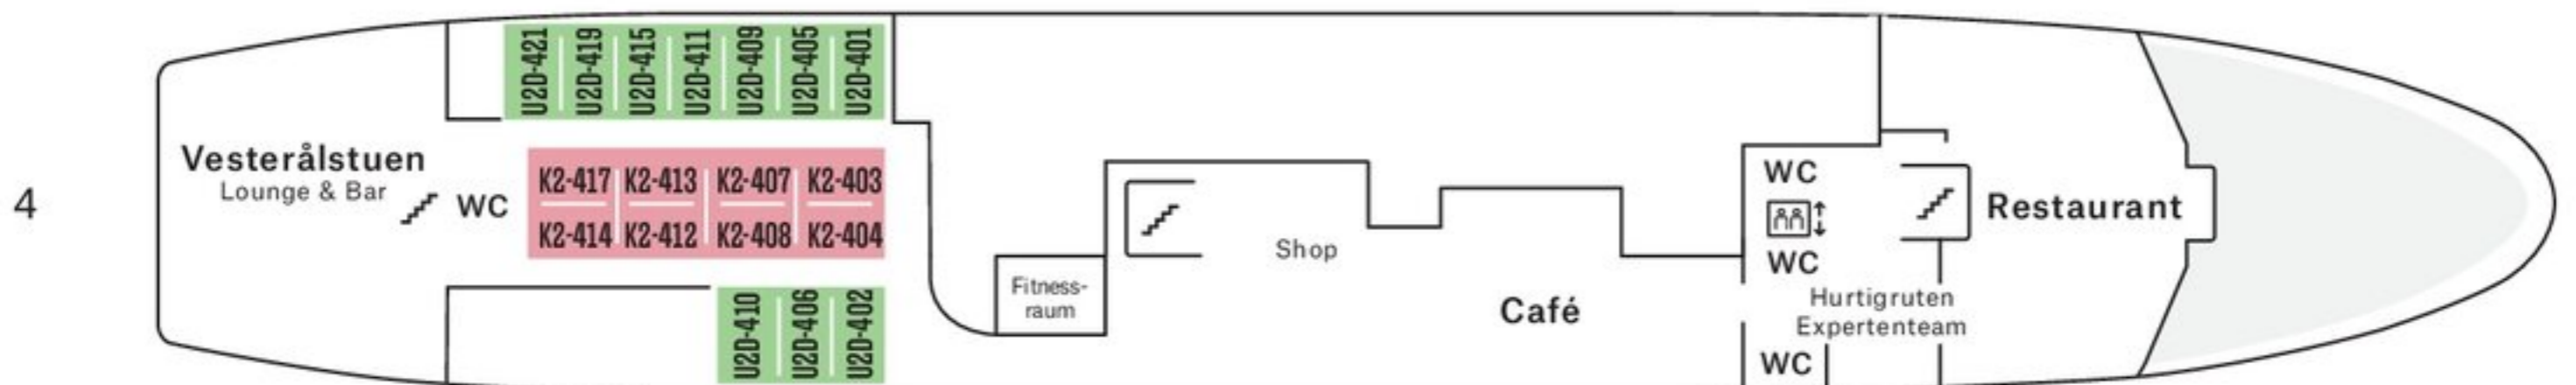 4
Vesterålstuen
Lounge & Bar
WC
U2D-421
U2D-419
U2D-415
U2D-411
U2D-409
U2D-405
U2D-401
K2-417 K2-413 K2-407 K2-403
K2-414 K2-412 K2-408 K2-404
U2D-410
U2D-406
U2D-402
Fitness-
raum
Shop
Café
WC
WC
Hurtigruten
Expertenteam
WC
Restaurant